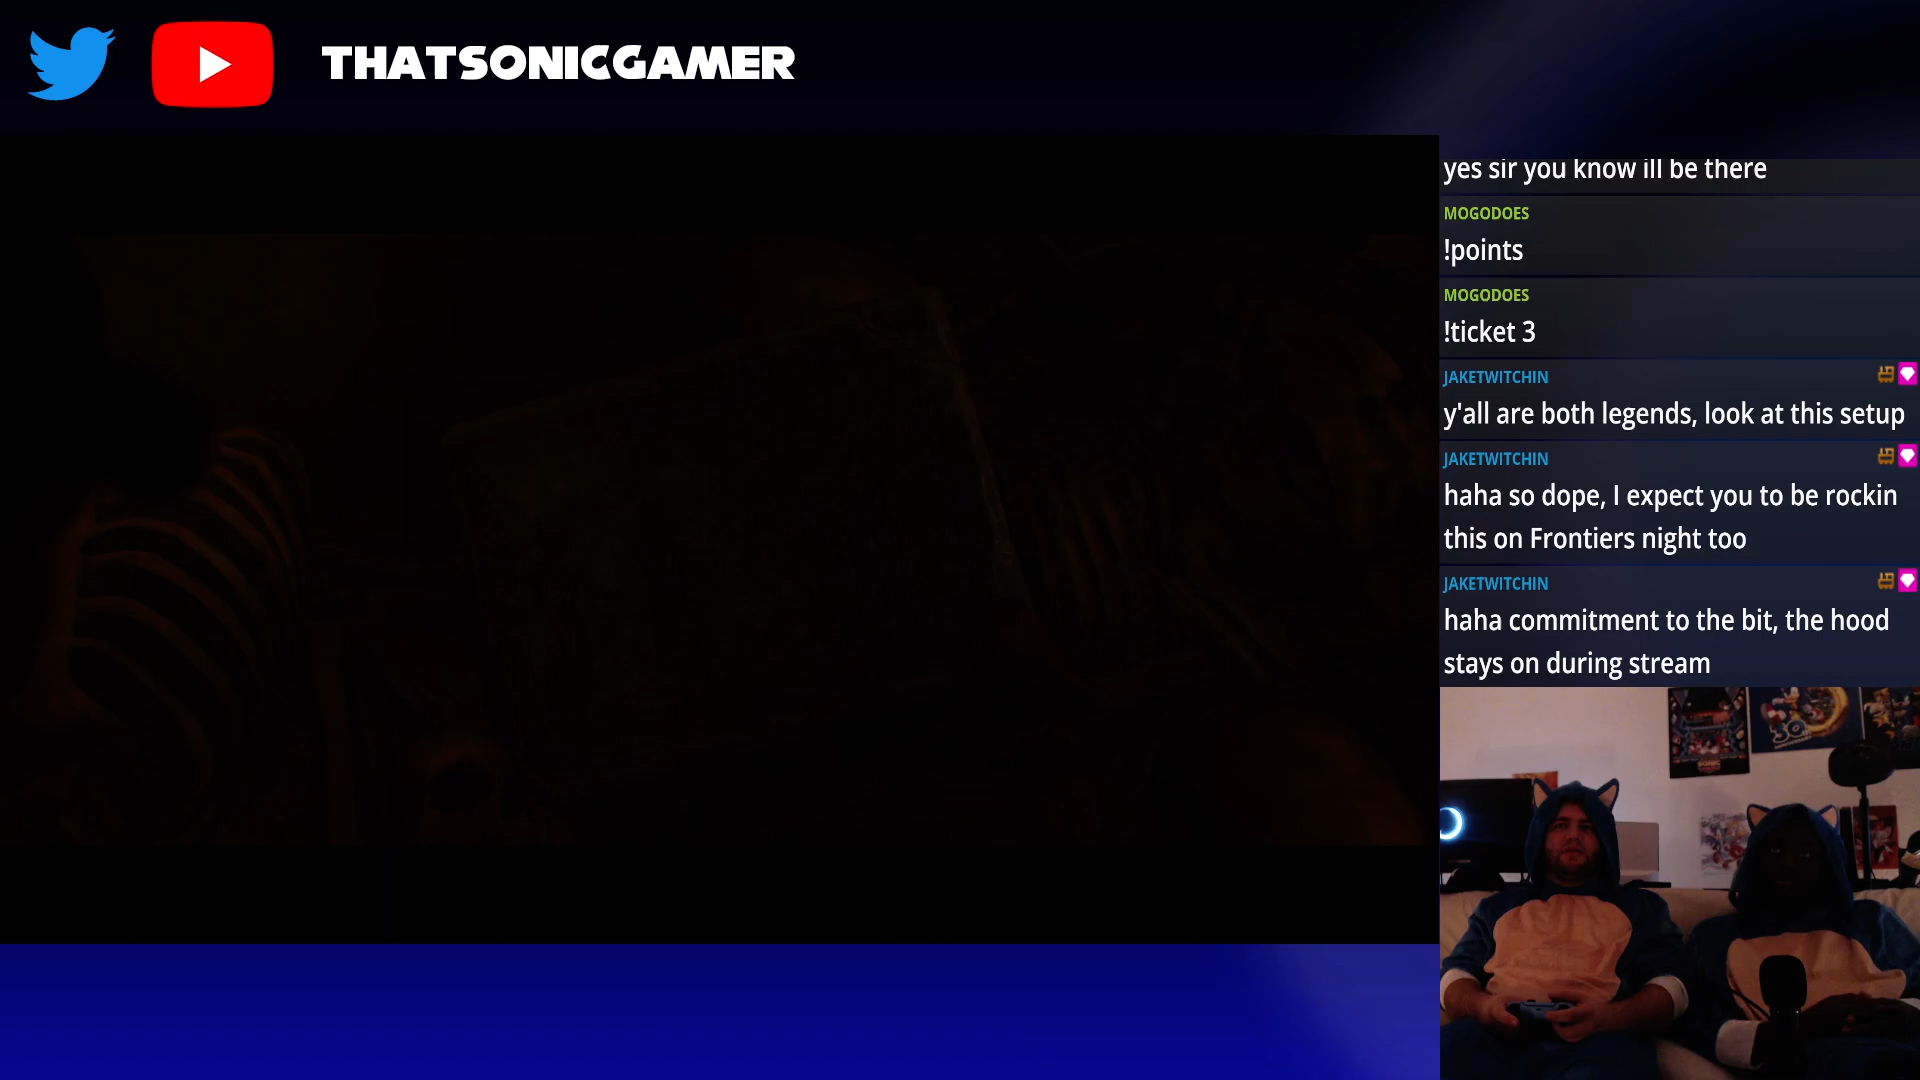 THATSONICGAMER
yes sir you know ill be there
MOGODOES
!points
MOGODOES
!ticket 3
JAKETWITCHIN
y'all are both legends, look at this setup
JAKETWITCHIN
haha so dope, I expect you to be rockin
this on Frontiers night too
JAKETWITCHIN
haha commitment to the bit, the hood
stays on during stream
SONIC
30